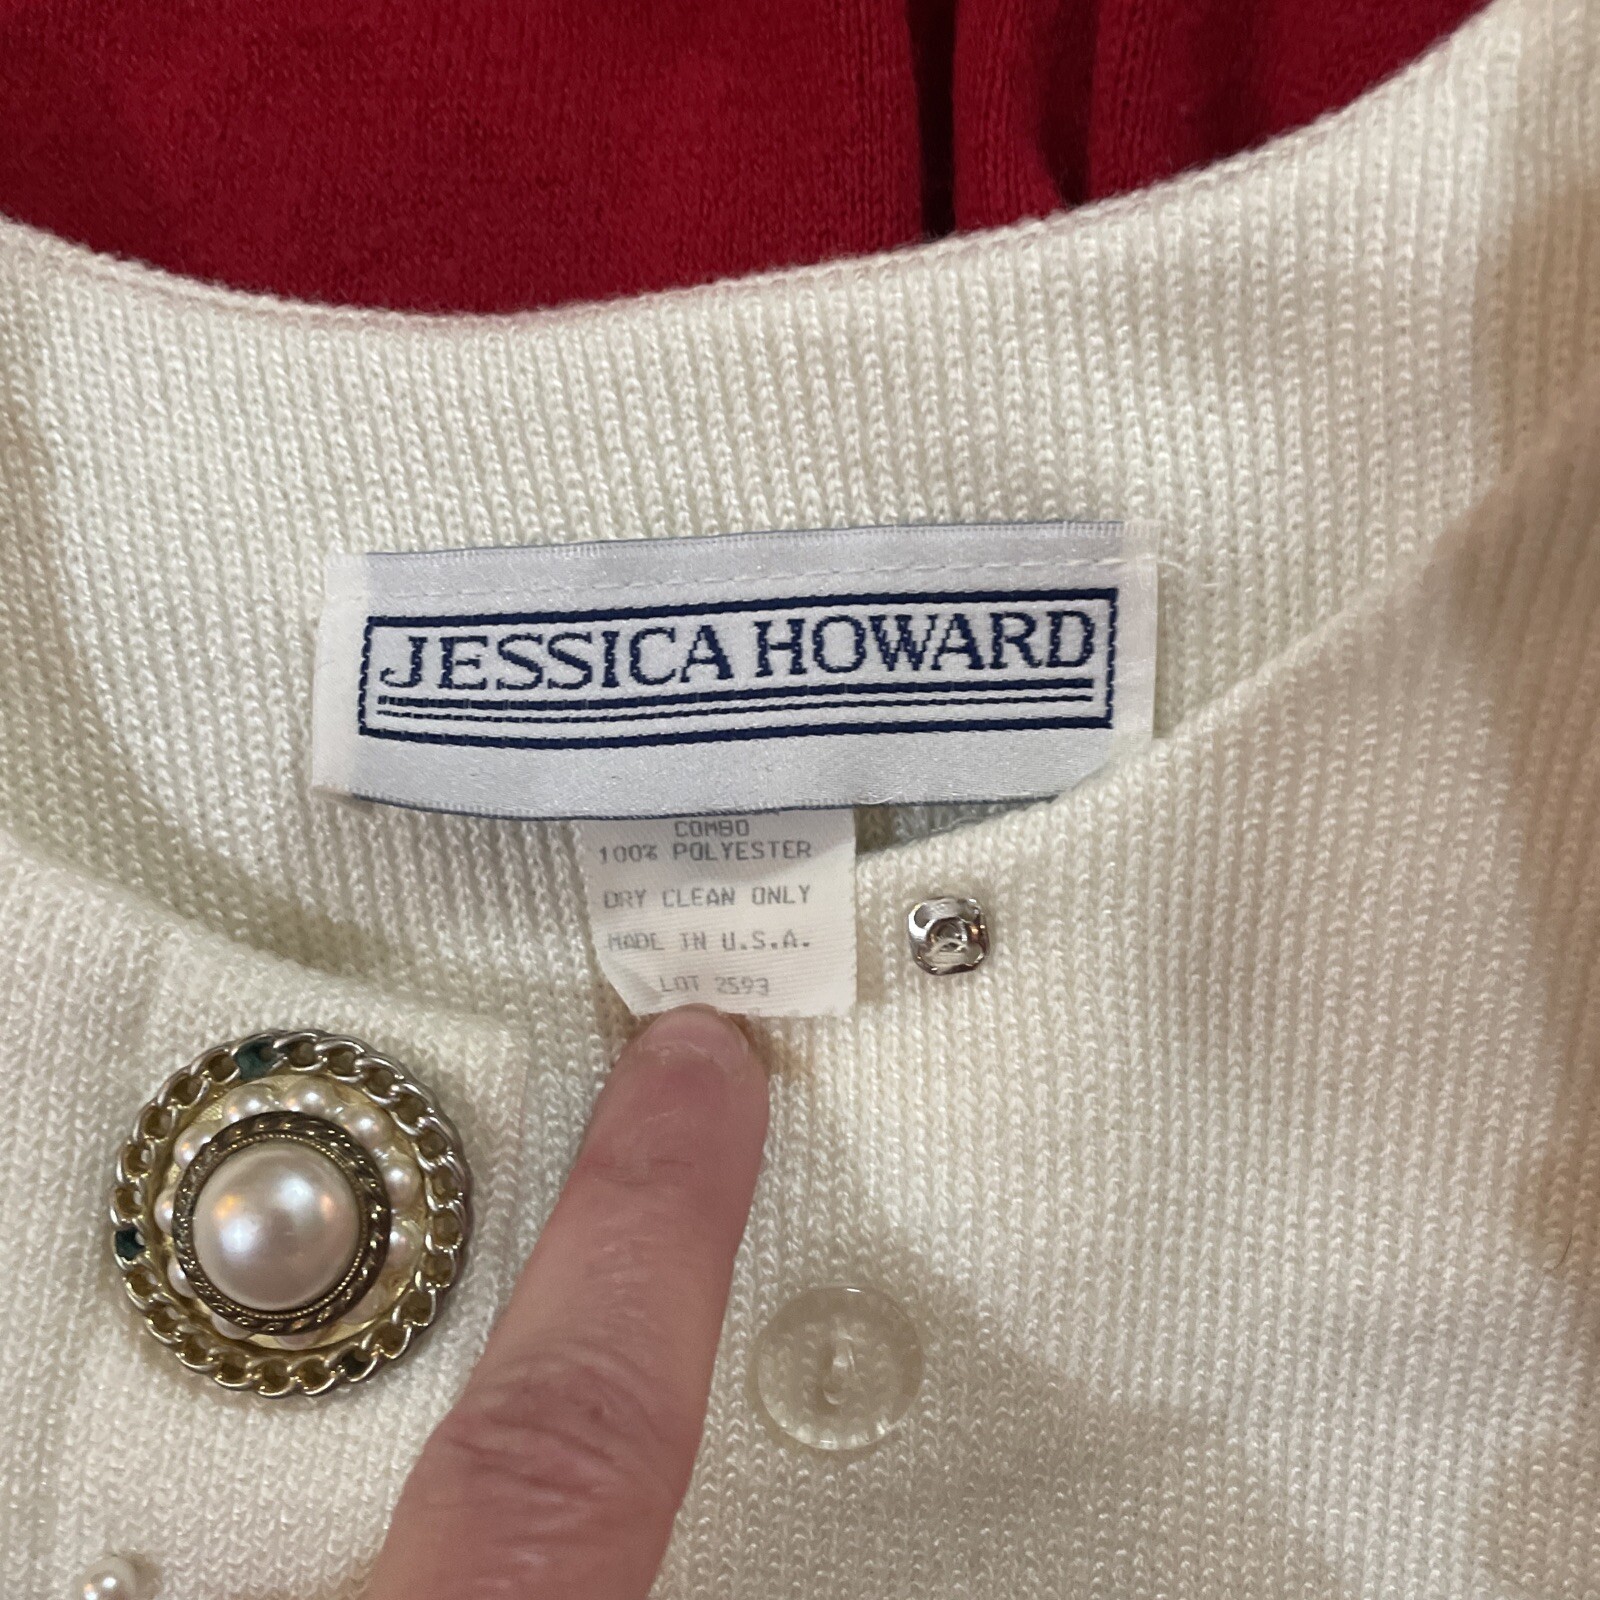 JESSICA HOWARD
COMBO
100% POLYESTER
DRY CLEAN ONLY
MADE IN U.S.A.
LOT 2593